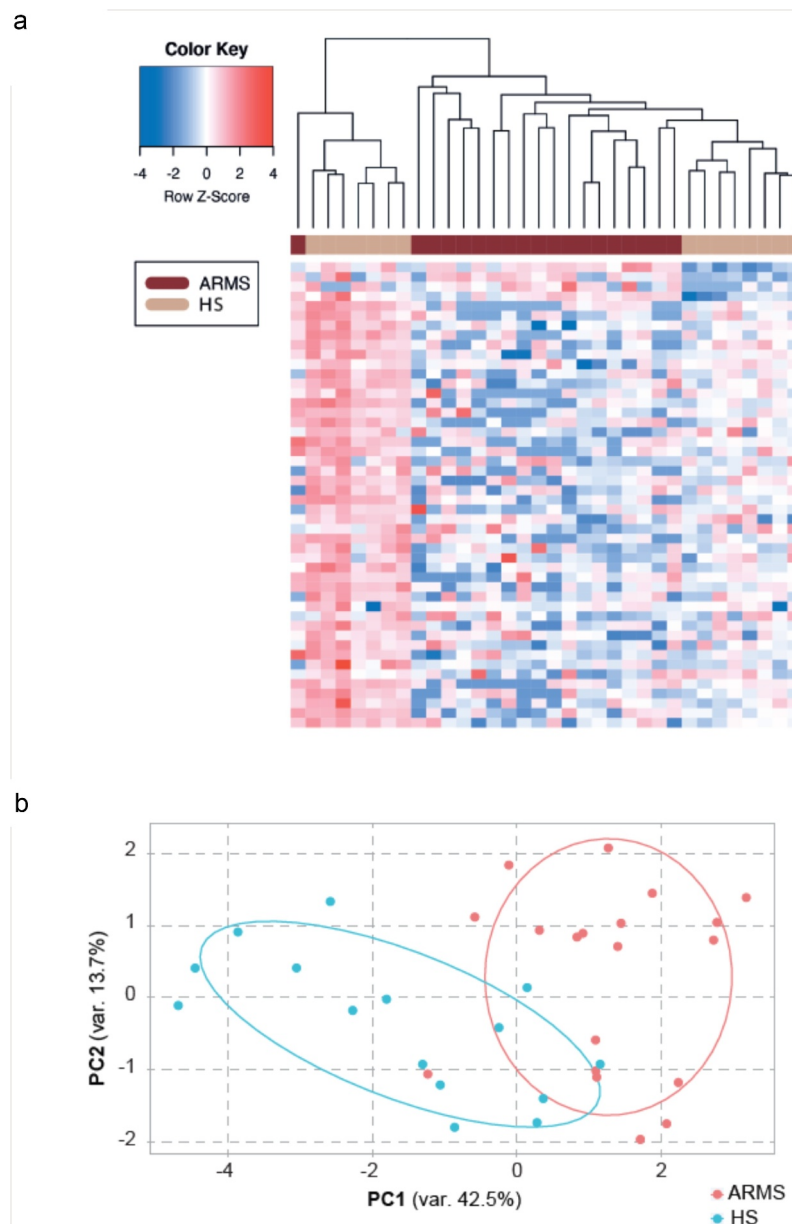 a
Color Key
-4 -2 0 2 4
Row Z-Score
ARMS
HS
b
2
1
0
-1
-2
PC2 (var. 13.7%)
-4 -2 0 2
PC1 (var. 42.5%)
ARMS
HS